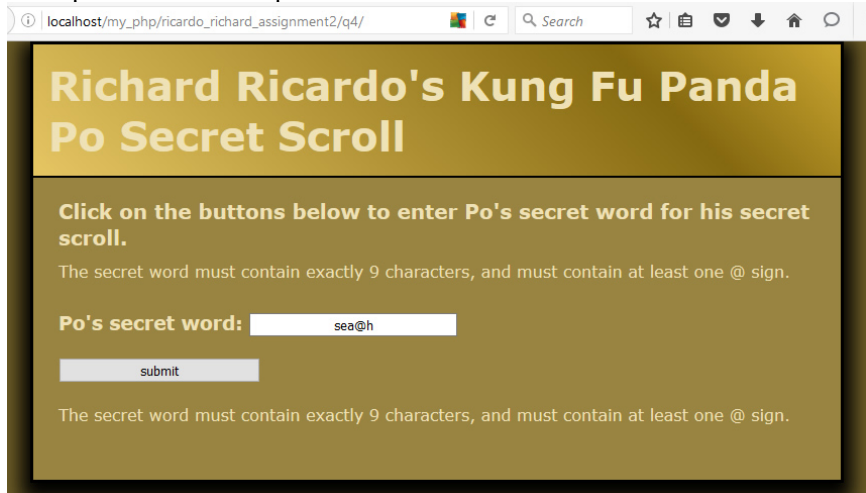 localhost/my_php/ricardo_richard_assignment2/q4/ Search
Richard Ricardo's Kung Fu Panda
Po Secret Scroll
Click on the buttons below to enter Po's secret word for his secret
scroll.
The secret word must contain exactly 9 characters, and must contain at least one @ sign.
Po's secret word: sea@h
submit
The secret word must contain exactly 9 characters, and must contain at least one @ sign.